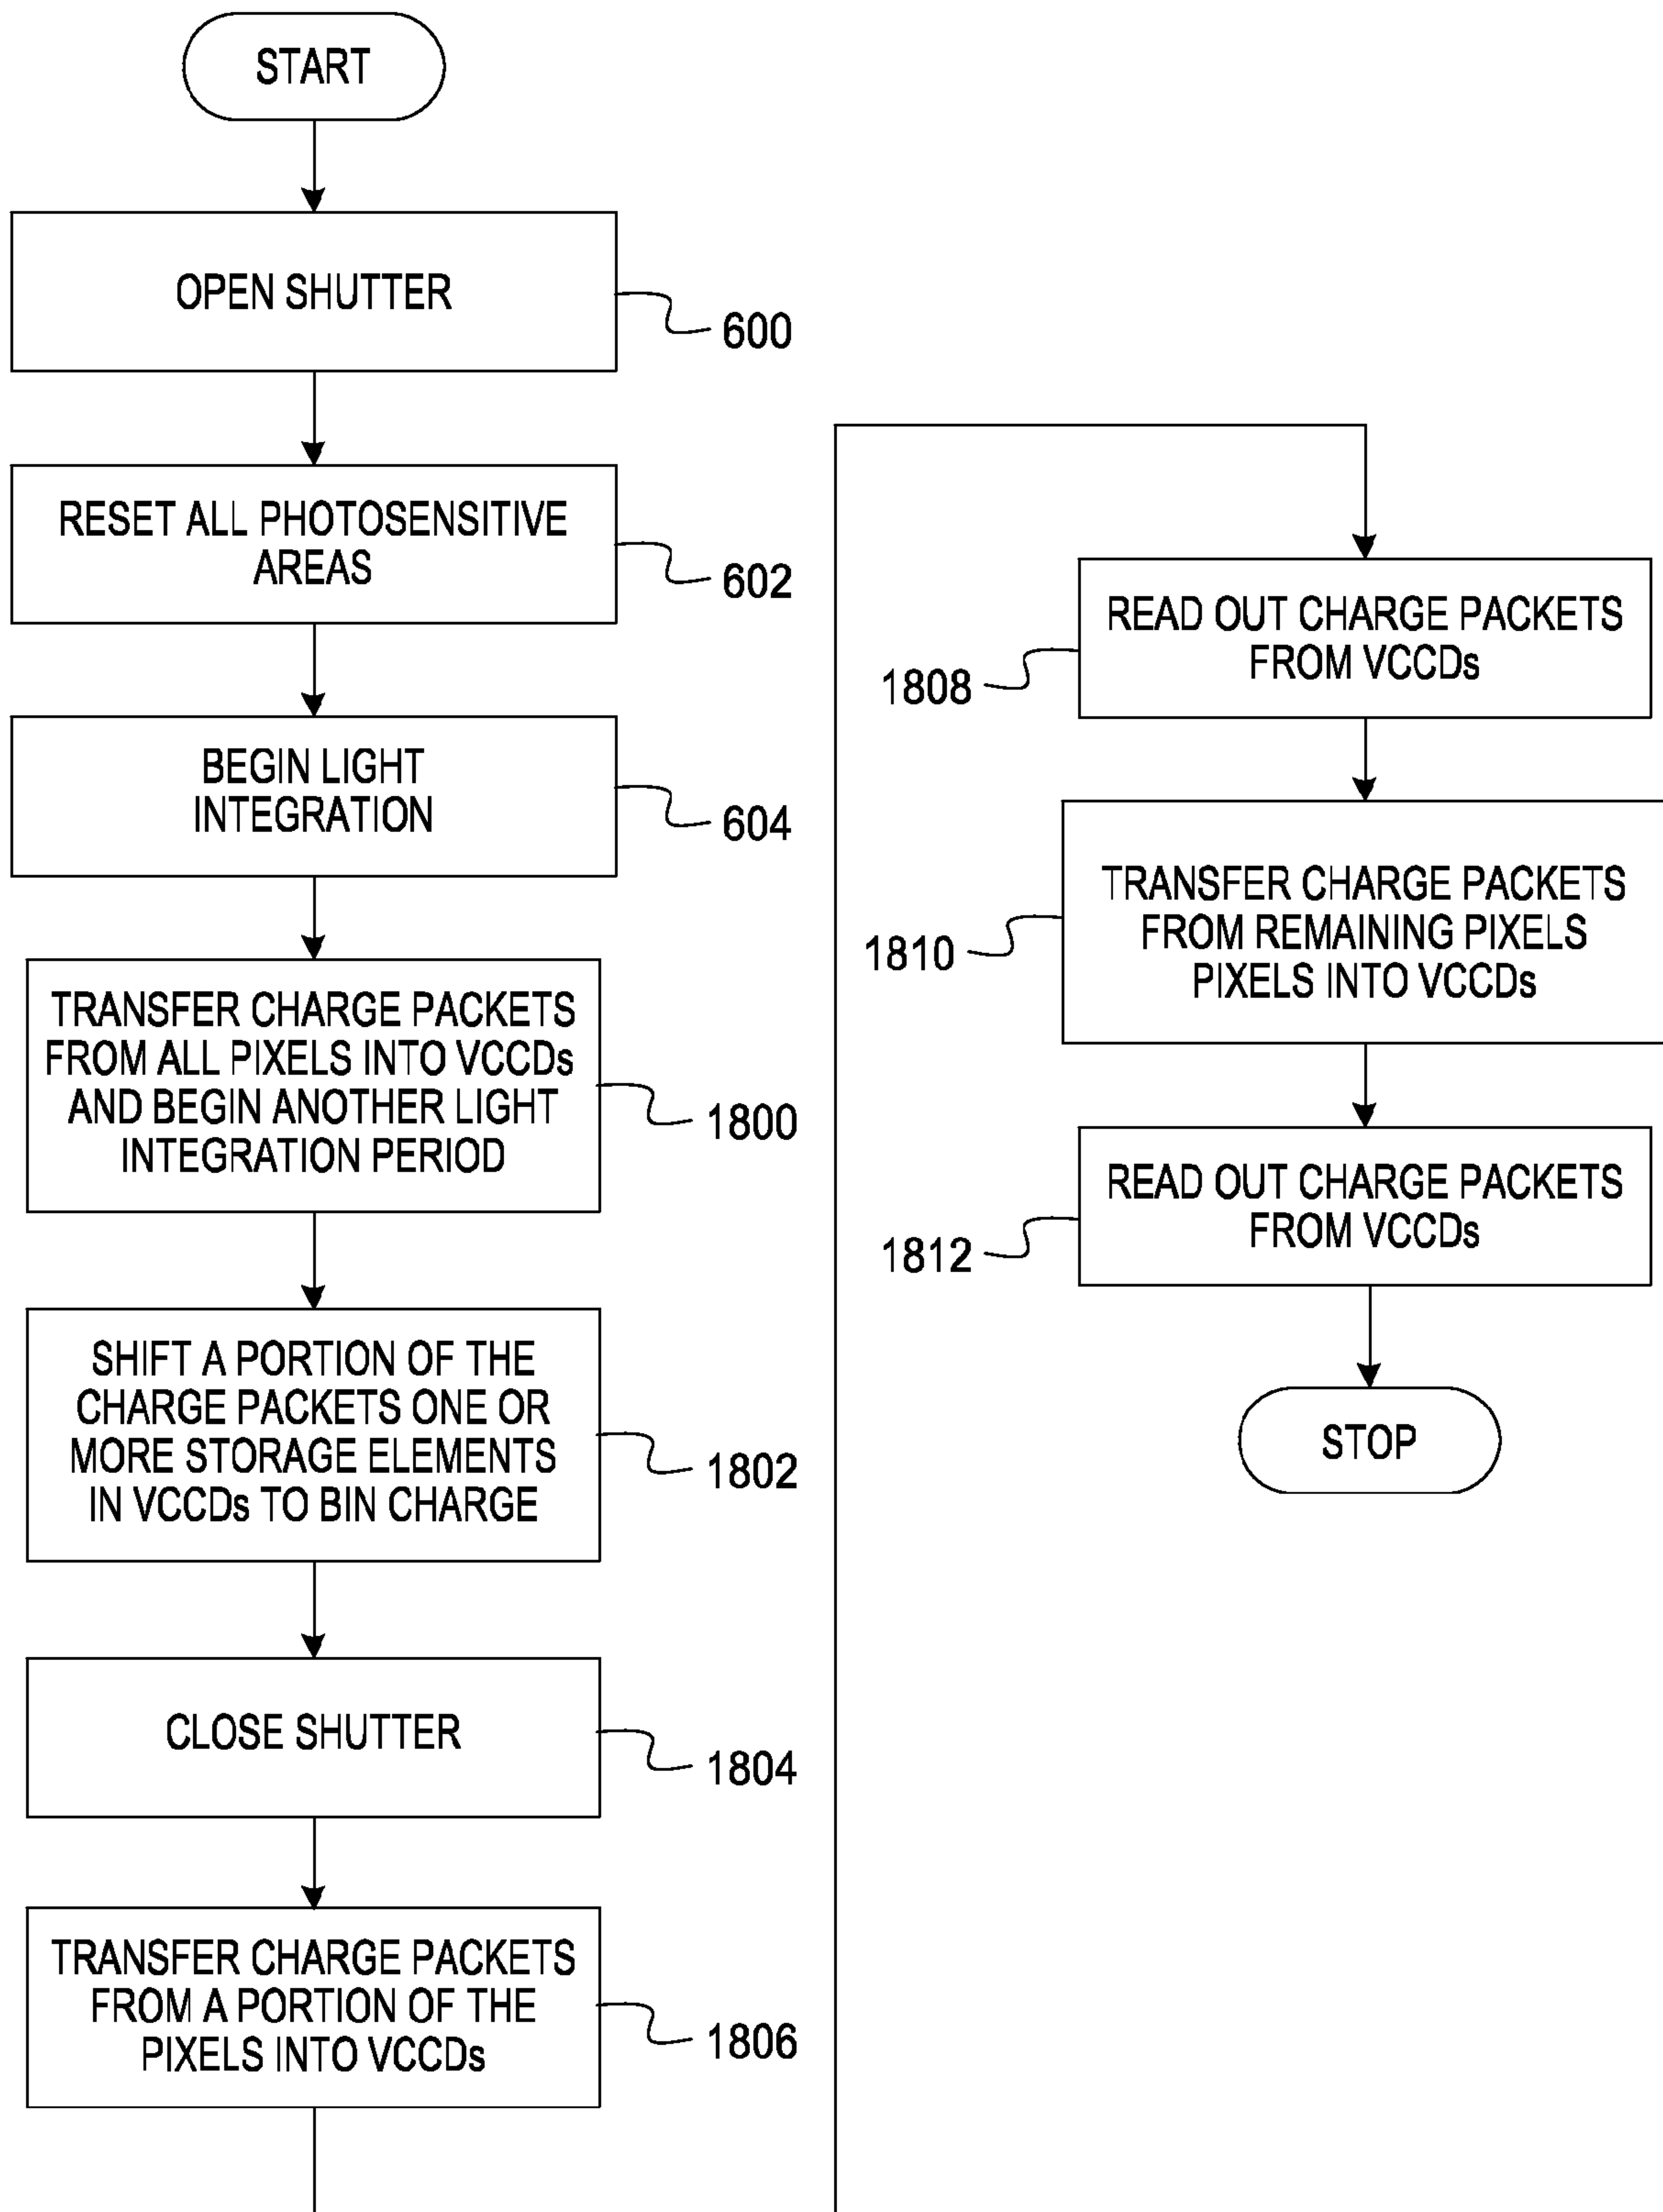 START
OPEN SHUTTER
600
RESET ALL PHOTOSENSITIVE
AREAS
602
BEGIN LIGHT
INTEGRATION
604
TRANSFER CHARGE PACKETS
FROM ALL PIXELS INTO VCCDs
AND BEGIN ANOTHER LIGHT
INTEGRATION PERIOD
1800
SHIFT A PORTION OF THE
CHARGE PACKETS ONE OR
MORE STORAGE ELEMENTS
IN VCCDs TO BIN CHARGE
1802
CLOSE SHUTTER
1804
TRANSFER CHARGE PACKETS
FROM A PORTION OF THE
PIXELS INTO VCCDs
1806
READ OUT CHARGE PACKETS
FROM VCCDs
1808
TRANSFER CHARGE PACKETS
FROM REMAINING PIXELS
PIXELS INTO VCCDs
1810
READ OUT CHARGE PACKETS
FROM VCCDs
1812
STOP